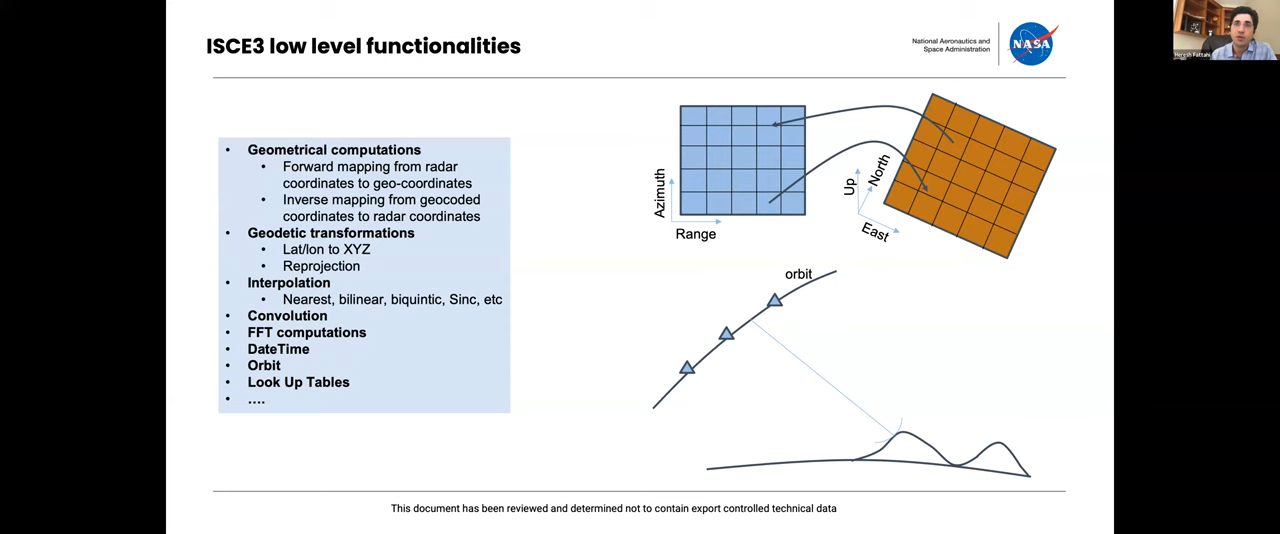 ISCE3 low level functionalities
National Aeronautics and
Space Administration
NASA
Heresh Fattahi
• Geometrical computations
• Forward mapping from radar
coordinates to geo-coordinates
• Inverse mapping from geocoded
coordinates to radar coordinates
• Geodetic transformations
• Lat/lon to XYZ
• Reprojection
• Interpolation
• Nearest, bilinear, biquintic, Sinc, etc
• Convolution
• FFT computations
• DateTime
• Orbit
• Look Up Tables
• ….
Azimuth
Range
Up
North
East
orbit
This document has been reviewed and determined not to contain export controlled technical data